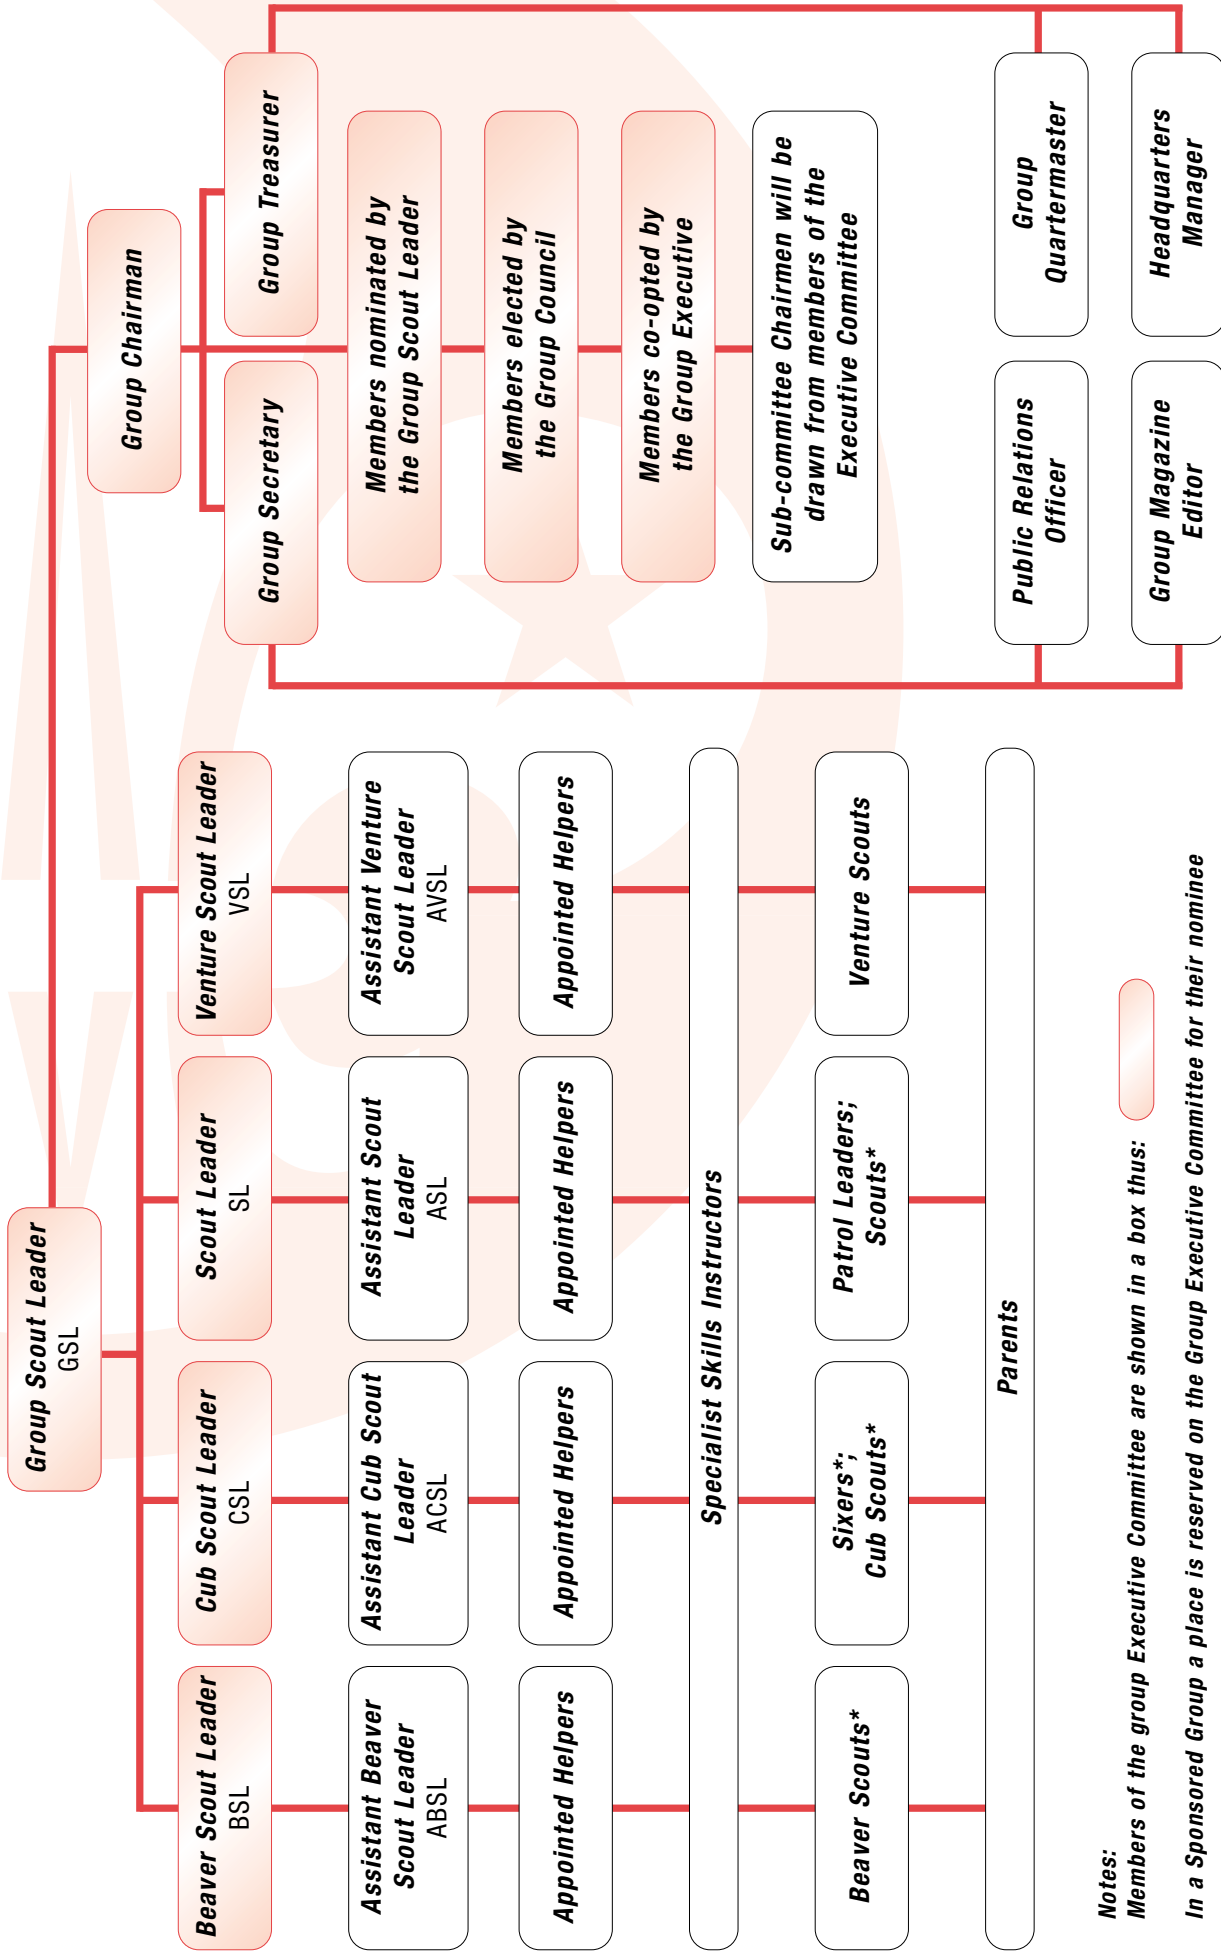 Group Scout Leader
GSL
Beaver Scout Leader
BSL
Cub Scout Leader
CSL
Scout Leader
SL
Venture Scout Leader
VSL
Assistant Beaver
Scout Leader
ABSL
Assistant Cub Scout
Leader
ACSL
Assistant Scout
Leader
ASL
Assistant Venture
Scout Leader
AVSL
Appointed Helpers
Appointed Helpers
Appointed Helpers
Appointed Helpers
Specialist Skills Instructors
Beaver Scouts*
Sixers*;
Cub Scouts*
Patrol Leaders;
Scouts*
Venture Scouts
Parents
Group Chairman
Group Secretary
Group Treasurer
Members nominated by
the Group Scout Leader
Members elected by
the Group Council
Members co-opted by
the Group Executive
Sub-committee Chairmen will be
drawn from members of the
Executive Committee
Public Relations
Officer
Group
Quartermaster
Group Magazine
Editor
Headquarters
Manager
Notes:
Members of the group Executive Committee are shown in a box thus:
In a Sponsored Group a place is reserved on the Group Executive Committee for their nominee